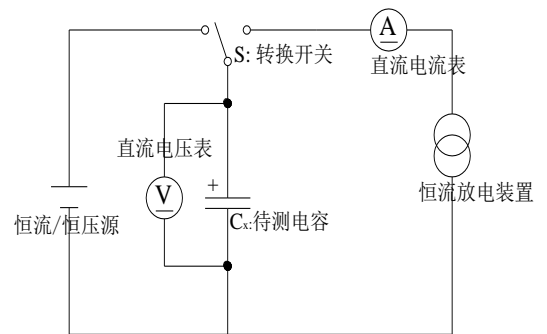 A
S: 转换开关
直流电流表
直流电压表
+
V
恒流放电装置
恒流/恒压源
Cx:待测电容